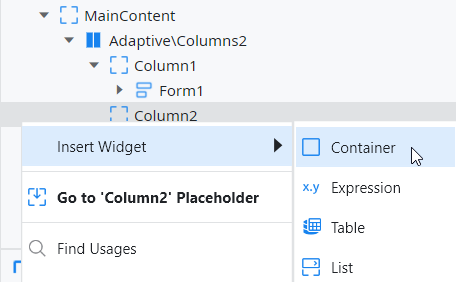 MainContent
Adaptive\Columns2
Column1
Form1
Column2
Insert Widget
Go to 'Column2' Placeholder
Find Usages
Container
x.y Expression
Table
List